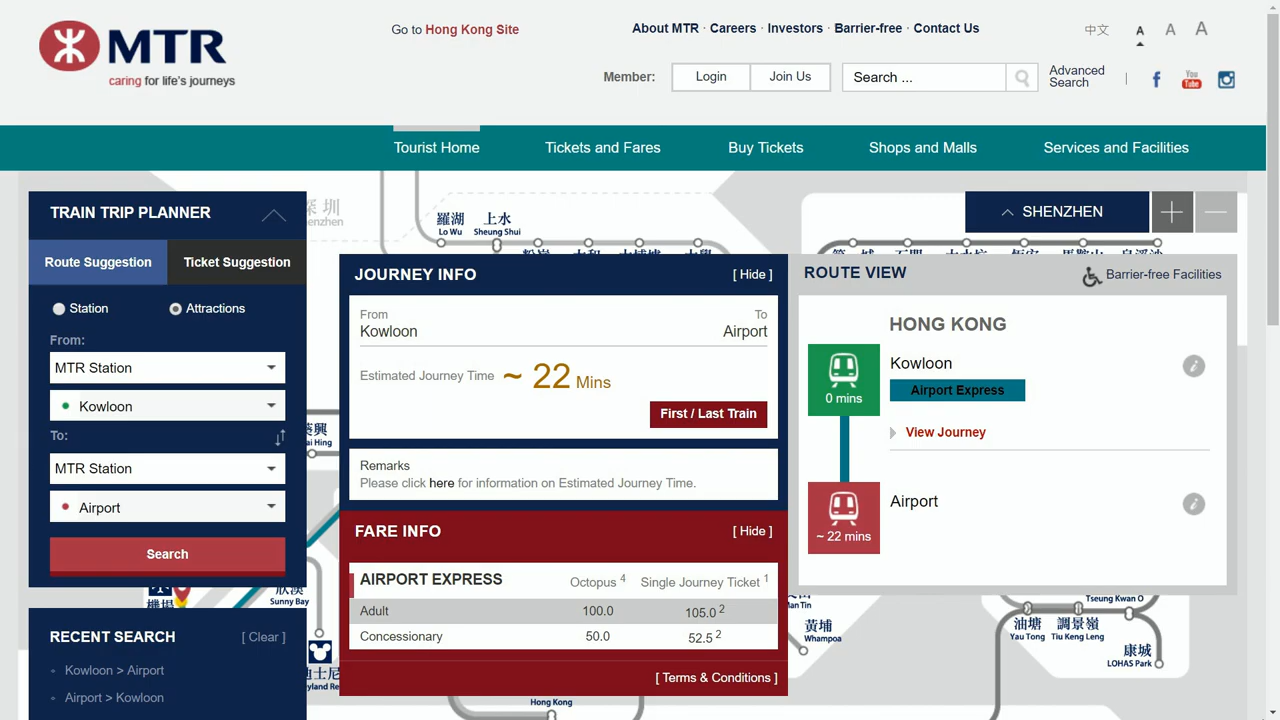 MTR
caring for life's journeys
Go to Hong Kong Site
About MTR · Careers · Investors · Barrier-free · Contact Us
中文 A A A
Member: Login Join Us
Search ...
Advanced Search
You Tube
Tourist Home Tickets and Fares Buy Tickets Shops and Malls Services and Facilities
TRAIN TRIP PLANNER
Route Suggestion Ticket Suggestion
Station Attractions
From:
MTR Station
Kowloon
To:
MTR Station
Airport
Search
RECENT SEARCH [ Clear ]
Kowloon > Airport
Airport > Kowloon
深圳
羅湖 上水
Lo Wu Sheung Shui
SHENZHEN
JOURNEY INFO [ Hide ]
From To
Kowloon Airport
Estimated Journey Time ~ 22 Mins
First / Last Train
Remarks
Please click here for information on Estimated Journey Time.
FARE INFO [ Hide ]
AIRPORT EXPRESS Octopus 4 Single Journey Ticket 1
Adult 100.0 105.0 2
Concessionary 50.0 52.5 2
[ Terms & Conditions ]
ROUTE VIEW Barrier-free Facilities
HONG KONG
Kowloon
0 mins
Airport Express
View Journey
Airport
~ 22 mins
欣澳
Sunny Bay
機場
Hong Kong
黃埔
Whampoa
Tseung Kwan O
油塘 調景嶺
Yau Tong Tiu Keng Leng
康城
LOHAS Park